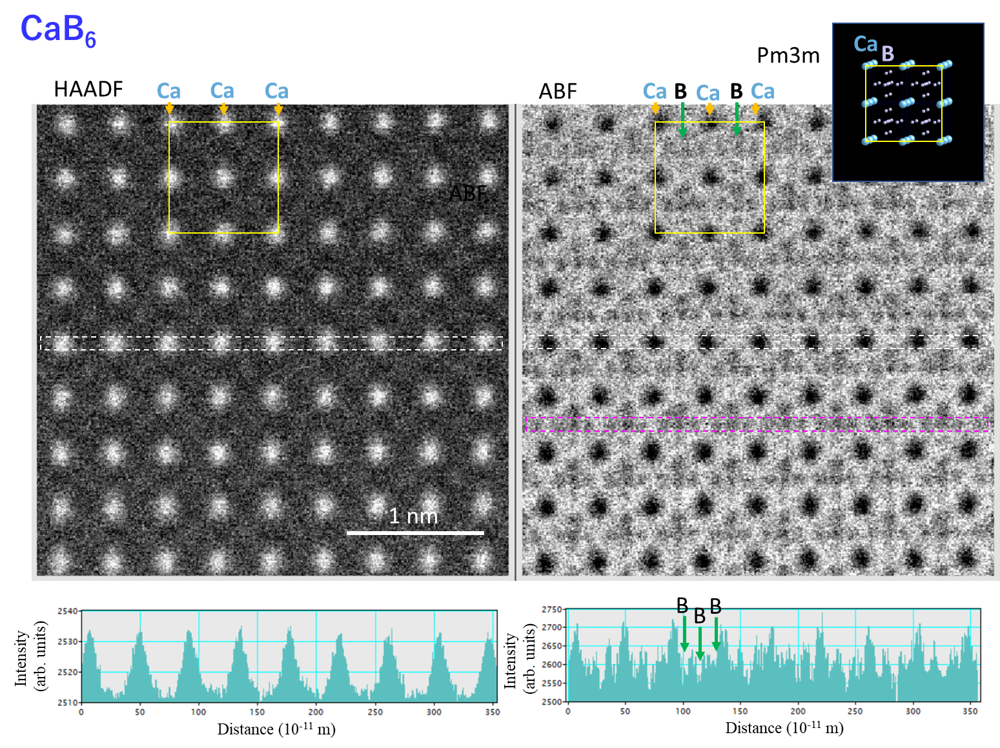 CaB6
HAADF
Ca Ca Ca
ABF
Ca B Ca B Ca
Pm3m
Ca B
ABF
1 nm
2540
2530
2520
2510
Intensity
(arb. units)
0 50 100 150 200 250 300 350
Distance (10-11 m)
B B B
2750
2700
2650
2600
2550
2500
Intensity
(arb. units)
0 50 100 150 200 250 300 350
Distance (10-11 m)